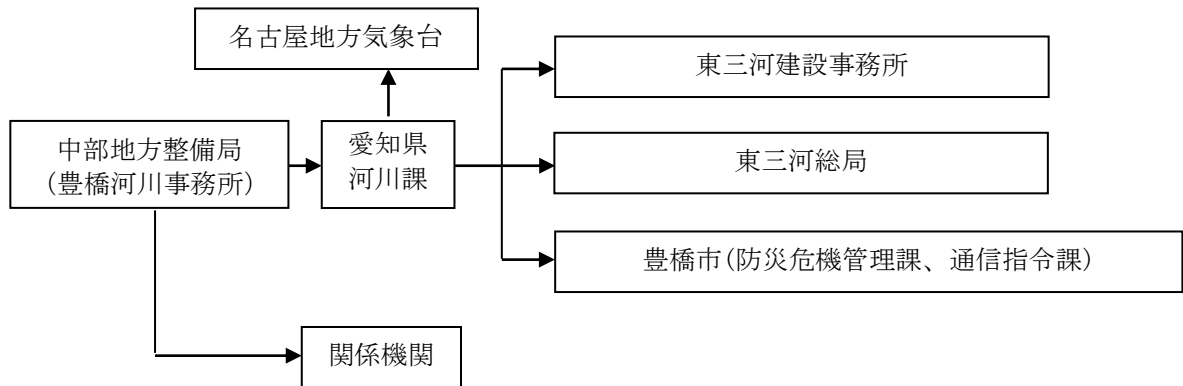 名古屋地方気象台
東三河建設事務所
中部地方整備局
(豊橋河川事務所)
愛知県
河川課
東三河総局
豊橋市(防災危機管理課、通信指令課)
関係機関